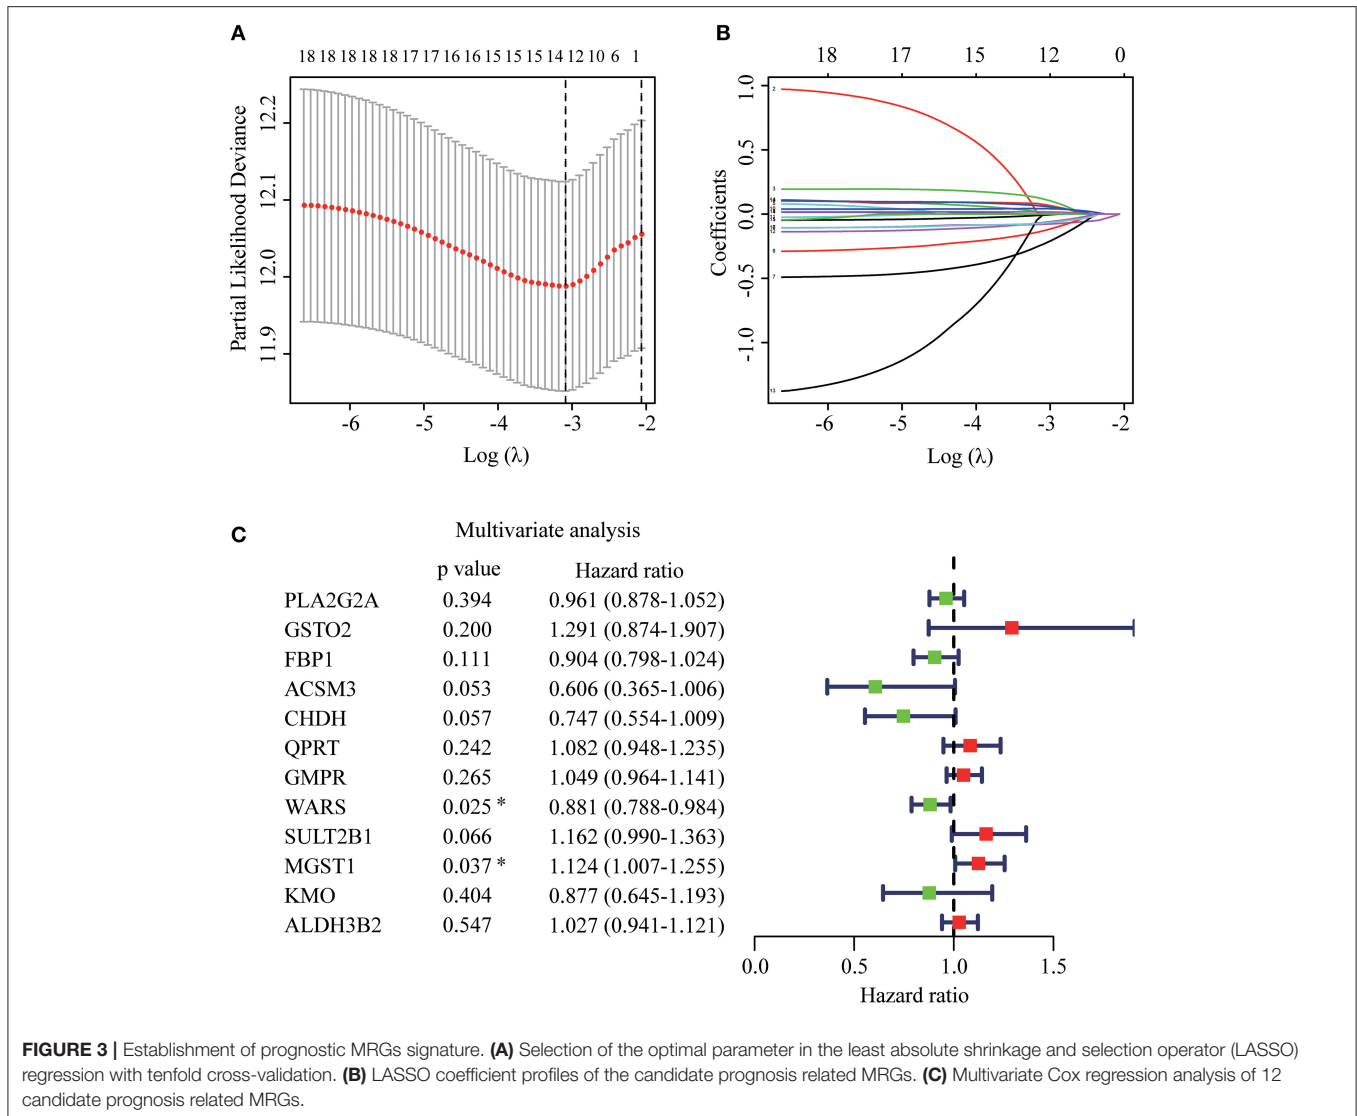 A
18 18 18 18 18 17 17 16 16 15 15 15 14 12 10 6 1
Partial Likelihood Deviance
12.2
12.1
12.0
11.9
-6 -5 -4 -3 -2
Log (λ)
B
18 17 15 12 0
Coefficients
1.0
0.5
0.0
-0.5
-1.0
2
3
8
7
13
-6 -5 -4 -3 -2
Log (λ)
C
Multivariate analysis
p value Hazard ratio
PLA2G2A 0.394 0.961 (0.878-1.052)
GSTO2 0.200 1.291 (0.874-1.907)
FBP1 0.111 0.904 (0.798-1.024)
ACSM3 0.053 0.606 (0.365-1.006)
CHDH 0.057 0.747 (0.554-1.009)
QPRT 0.242 1.082 (0.948-1.235)
GMPR 0.265 1.049 (0.964-1.141)
WARS 0.025 * 0.881 (0.788-0.984)
SULT2B1 0.066 1.162 (0.990-1.363)
MGST1 0.037 * 1.124 (1.007-1.255)
KMO 0.404 0.877 (0.645-1.193)
ALDH3B2 0.547 1.027 (0.941-1.121)
0.0 0.5 1.0 1.5
Hazard ratio
FIGURE 3 | Establishment of prognostic MRGs signature. (A) Selection of the optimal parameter in the least absolute shrinkage and selection operator (LASSO)
regression with tenfold cross-validation. (B) LASSO coefficient profiles of the candidate prognosis related MRGs. (C) Multivariate Cox regression analysis of 12
candidate prognosis related MRGs.